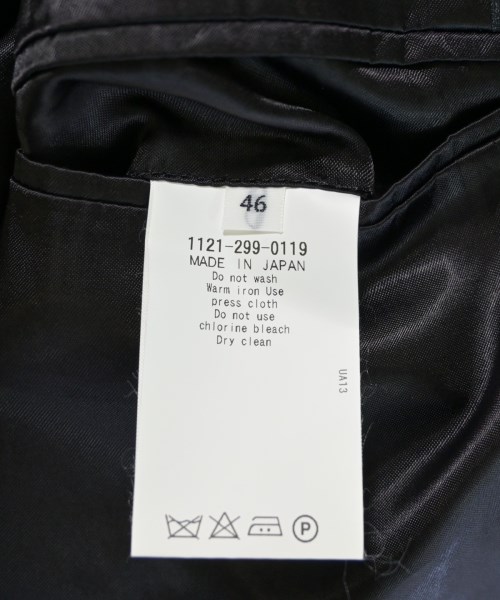 46
1121-299-0119
MADE IN JAPAN
Do not wash
Warm iron Use
press cloth
Do not use
chlorine bleach
Dry clean
UA13
P